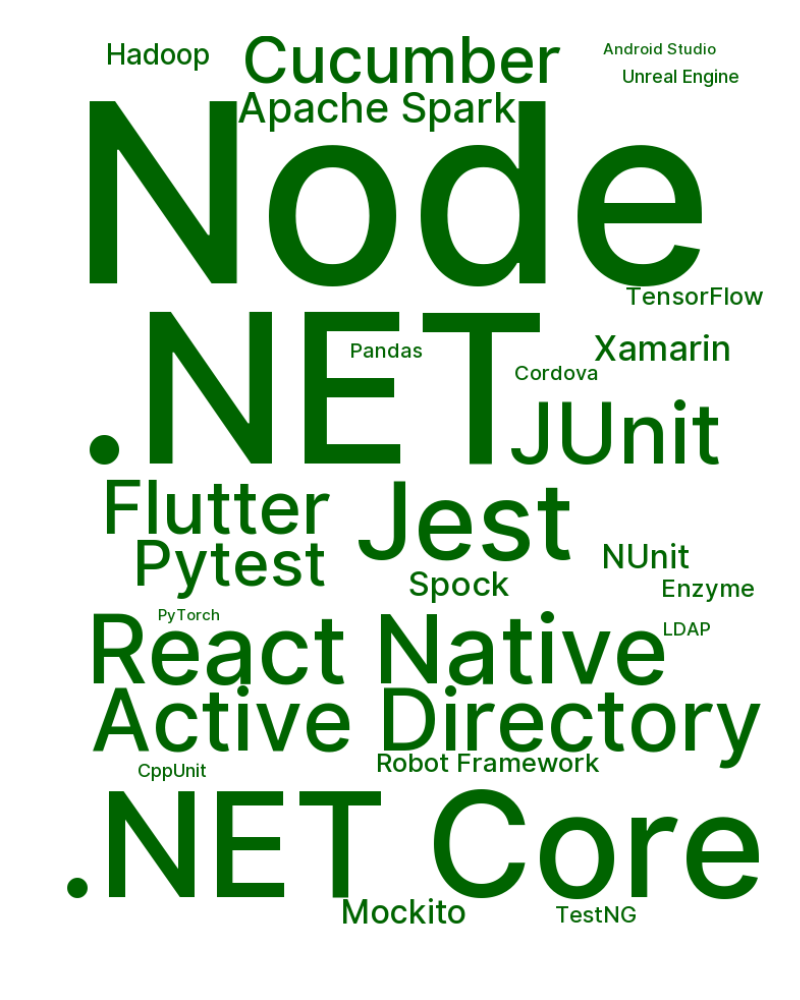 Hadoop
Cucumber
Android Studio
Unreal Engine
Apache Spark
Node
TensorFlow
.NET
Pandas
Xamarin
Cordova
JUnit
Flutter
Jest
Pytest
NUnit
Spock
Enzyme
PyTorch
LDAP
React Native
Active Directory
Robot Framework
CppUnit
.NET Core
Mockito
TestNG